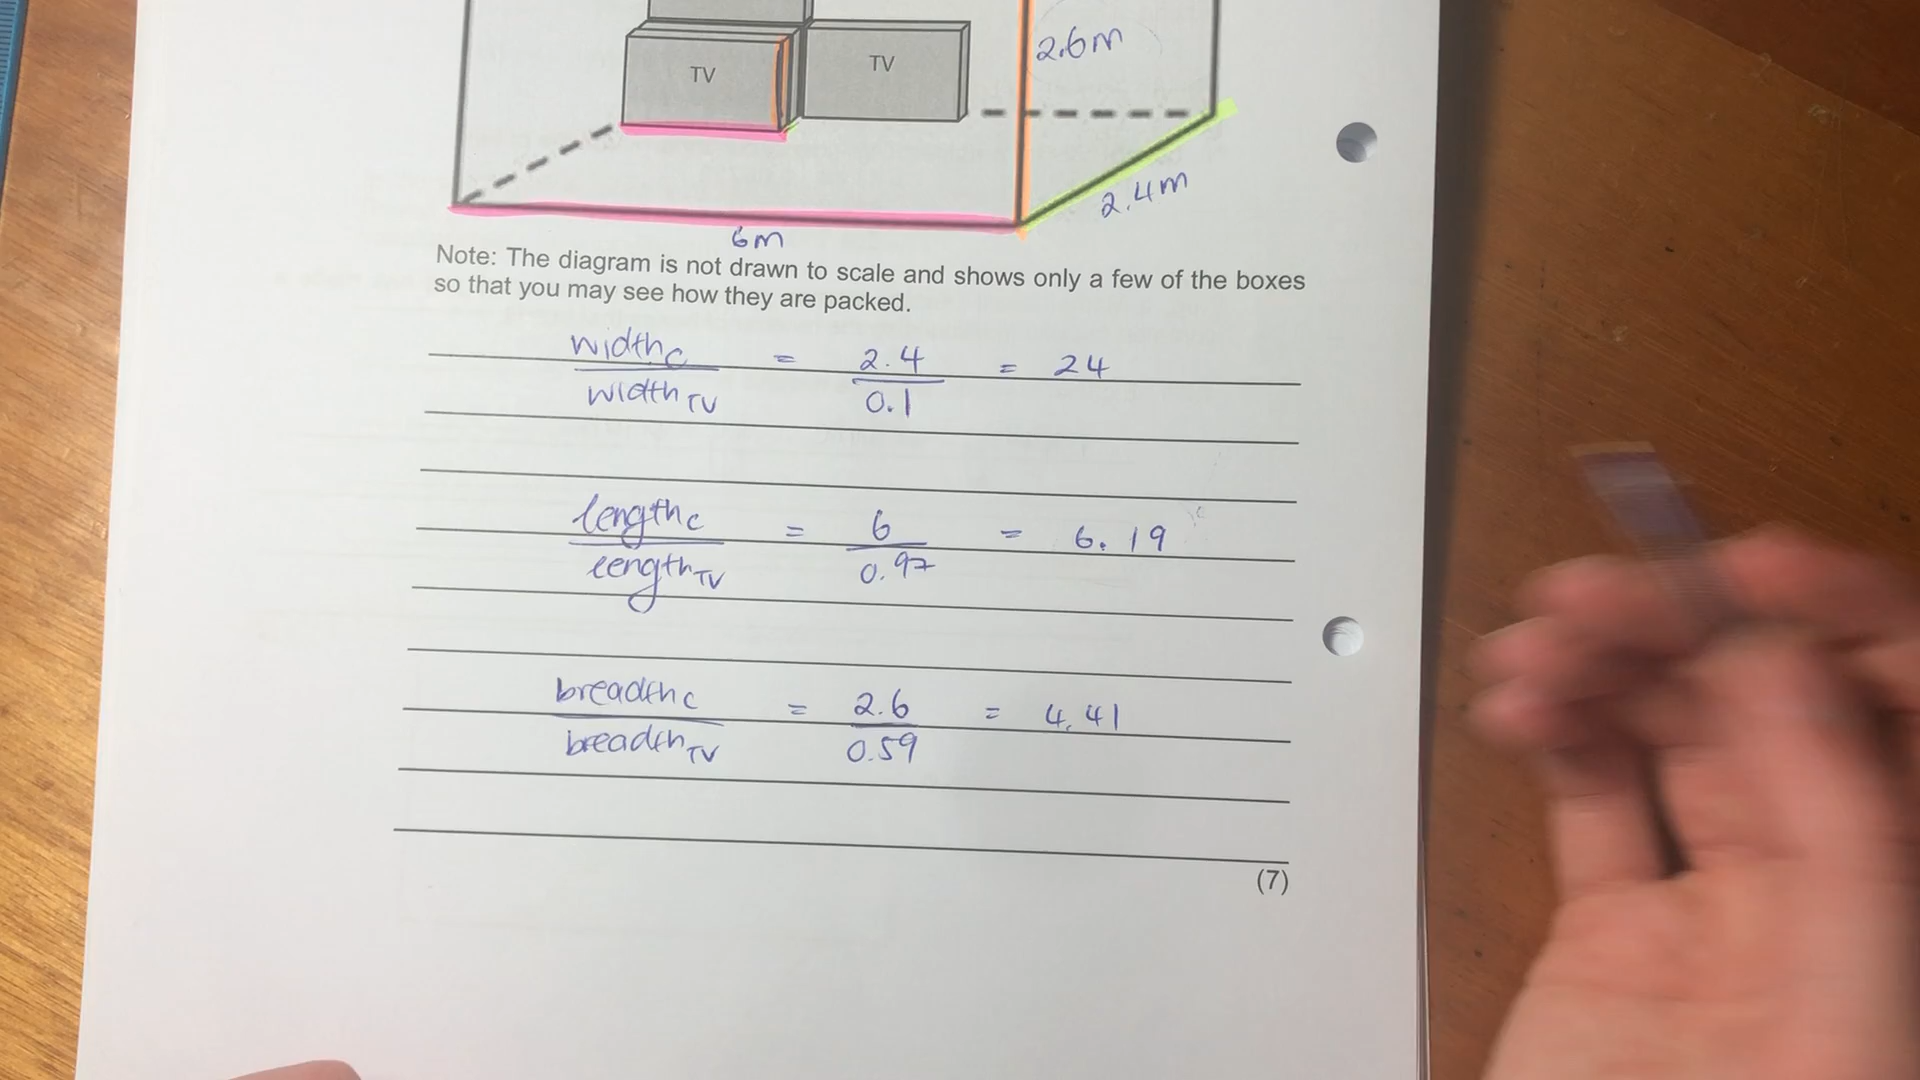 2.6m
TV TV
2.4m
6m
Note: The diagram is not drawn to scale and shows only a few of the boxes
so that you may see how they are packed.
widthc = 2.4 = 24
widthTV 0.1
lengthc = 6 = 6.19
lengthTV 0.97
breadthc = 2.6 = 4.41
breadthTV 0.59
(7)